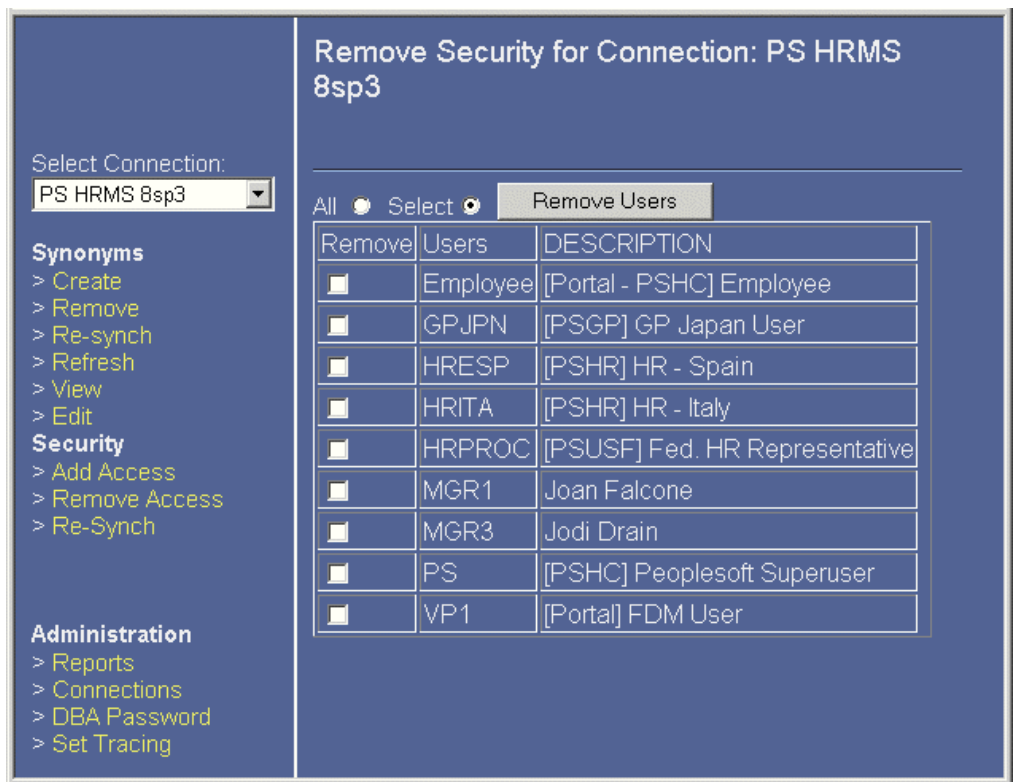 Remove Security for Connection: PS HRMS
8sp3
Select Connection:
PS HRMS 8sp3
Synonyms
> Create
> Remove
> Re-synch
> Refresh
> View
> Edit
Security
> Add Access
> Remove Access
> Re-Synch
Administration
> Reports
> Connections
> DBA Password
> Set Tracing
All Select Remove Users
Remove Users DESCRIPTION
Employee [Portal - PSHC] Employee
GPJPN [PSGP] GP Japan User
HRESP [PSHR] HR - Spain
HRITA [PSHR] HR - Italy
HRPROC [PSUSF] Fed. HR Representative
MGR1 Joan Falcone
MGR3 Jodi Drain
PS [PSHC] Peoplesoft Superuser
VP1 [Portal] FDM User